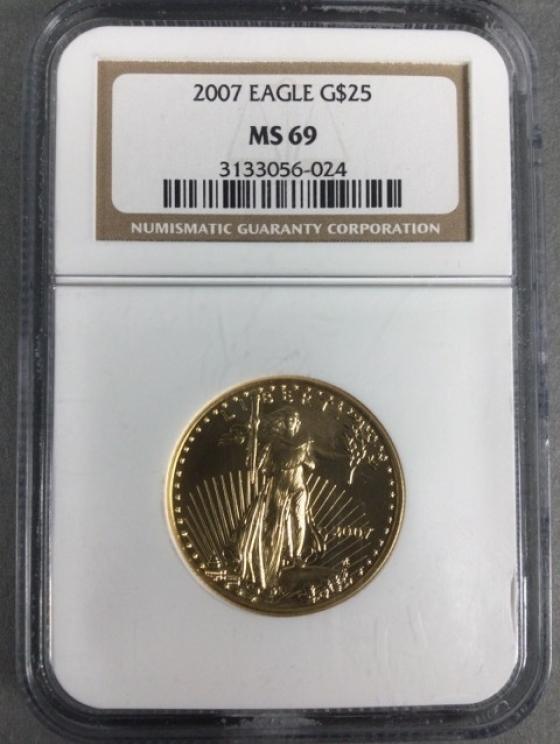 2007 EAGLE G$25
MS 69
3133056-024
NUMISMATIC GUARANTY CORPORATION
LIBERTY
2007